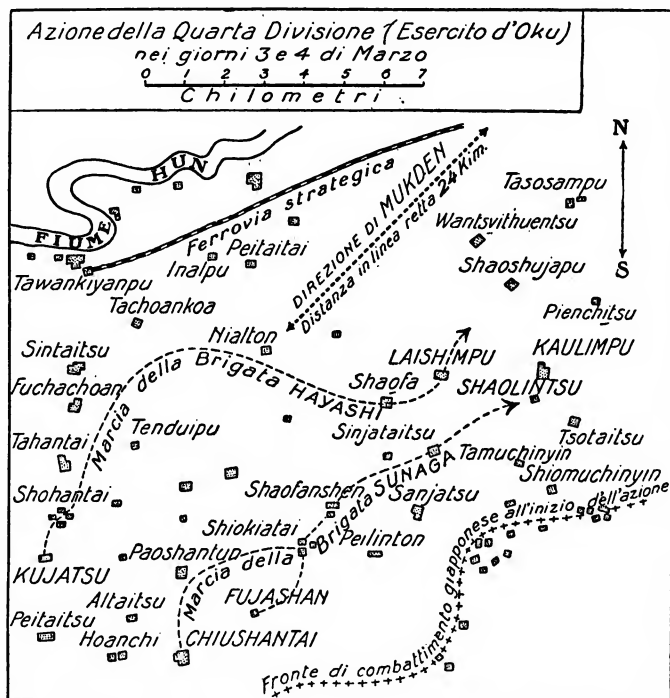 Azione della Quarta Divisione (Esercito d'Oku)
nei giorni 3 e 4 di Marzo
0 1 2 3 4 5 6 7
Chilometri
N
S
FIUME HUN
Ferrovia strategica
DIREZIONE DI MUKDEN
Distanza in linea retta 24 Kim.
Tasosampu
Wantsvithuentsu
Peitaitai
Inalpu
Shaoshujapu
Tawankiyanpu
Tachoankoa
Pienchitsu
Nialton
KAULIMPU
LAISHIMPU
Sintaitsu
Marcia della Brigata HAYASHI
Shaofa
SHAOLINTSU
Fuchachoan
Tsotaitsu
Tenduipu
Sinjataitsu
Tahantai
Tamuchinyin
Shiomuchinyin
Shohantai
Shaofanshen
Sanjatsu
Shiokiatai
Marcia della Brigata SUNAGA
Peilinton
Paoshantun
KUJATSU
FUJASHAN
Altaitsu
Peitaitsu
Hoanchi
CHIUSHANTAI
Fronte di combattimento giapponese all'inizio dell'azione